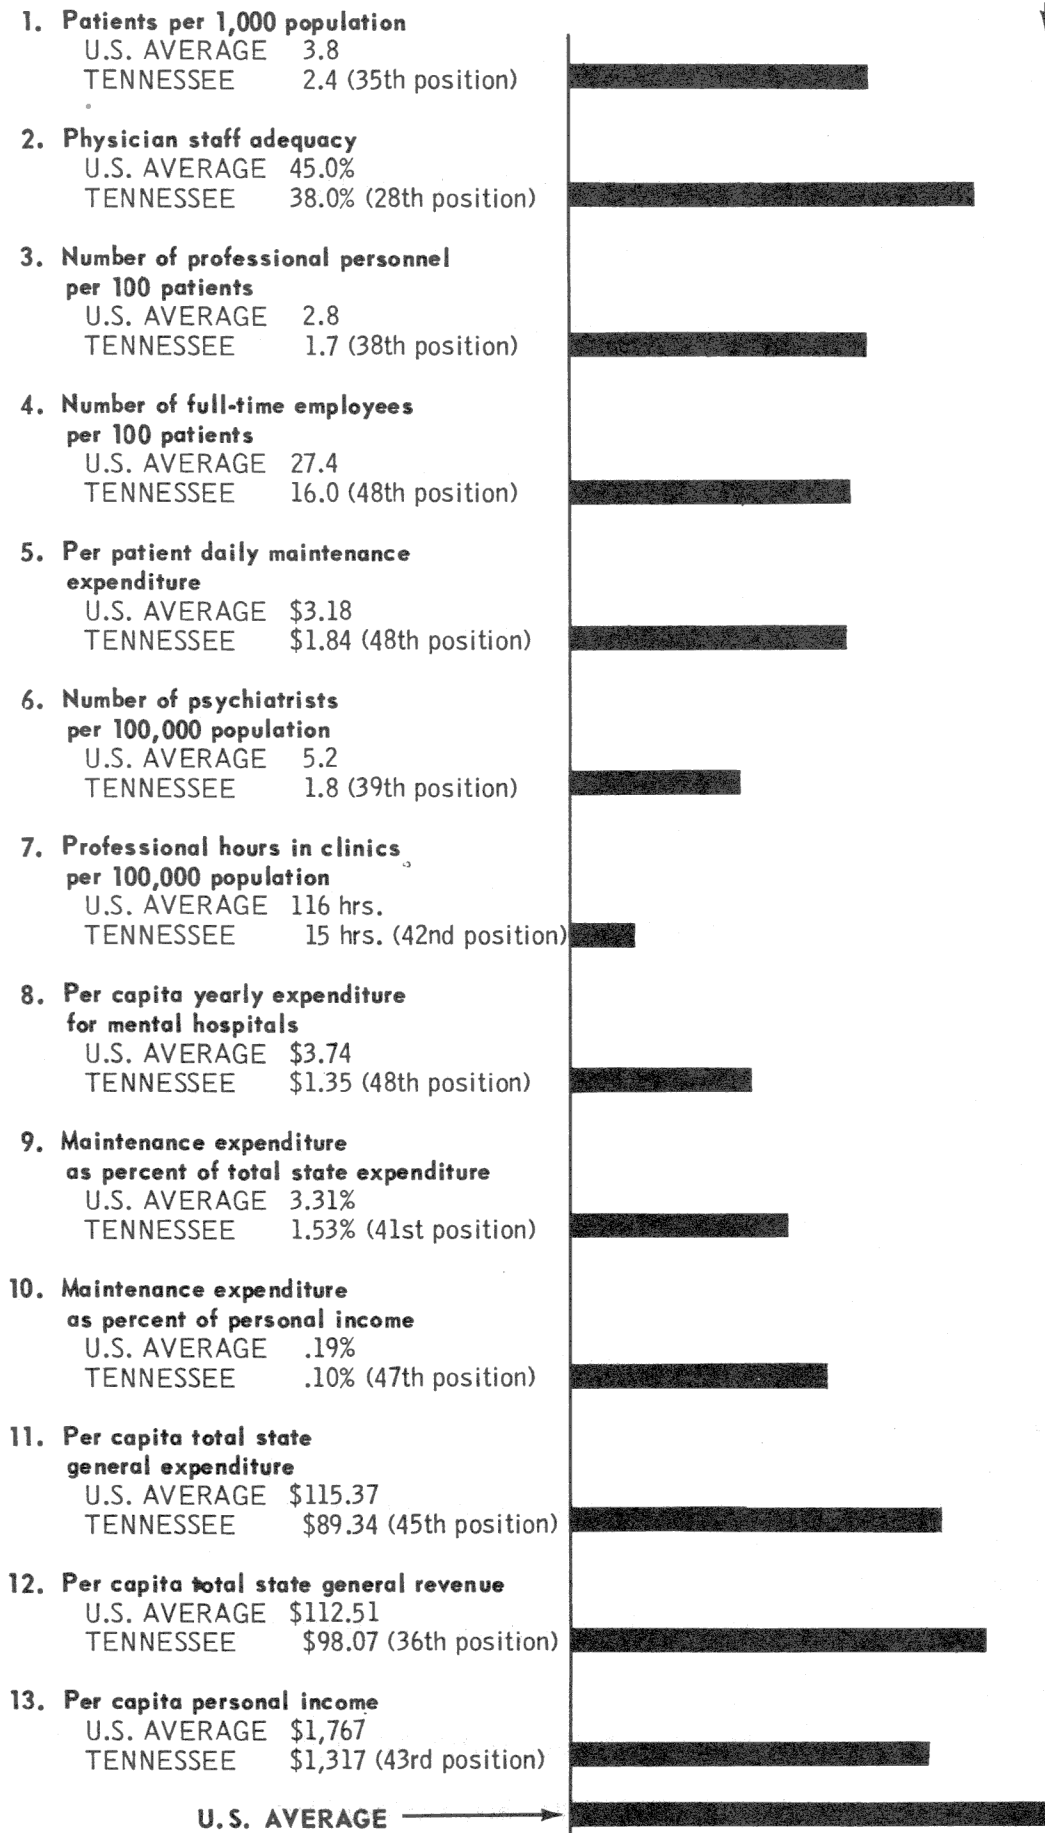 1. Patients per 1,000 population
U.S. AVERAGE 3.8
TENNESSEE 2.4 (35th position)
2. Physician staff adequacy
U.S. AVERAGE 45.0%
TENNESSEE 38.0% (28th position)
3. Number of professional personnel
per 100 patients
U.S. AVERAGE 2.8
TENNESSEE 1.7 (38th position)
4. Number of full-time employees
per 100 patients
U.S. AVERAGE 27.4
TENNESSEE 16.0 (48th position)
5. Per patient daily maintenance
expenditure
U.S. AVERAGE $3.18
TENNESSEE $1.84 (48th position)
6. Number of psychiatrists
per 100,000 population
U.S. AVERAGE 5.2
TENNESSEE 1.8 (39th position)
7. Professional hours in clinics
per 100,000 population
U.S. AVERAGE 116 hrs.
TENNESSEE 15 hrs. (42nd position)
8. Per capita yearly expenditure
for mental hospitals
U.S. AVERAGE $3.74
TENNESSEE $1.35 (48th position)
9. Maintenance expenditure
as percent of total state expenditure
U.S. AVERAGE 3.31%
TENNESSEE 1.53% (41st position)
10. Maintenance expenditure
as percent of personal income
U.S. AVERAGE .19%
TENNESSEE .10% (47th position)
11. Per capita total state
general expenditure
U.S. AVERAGE $115.37
TENNESSEE $89.34 (45th position)
12. Per capita total state general revenue
U.S. AVERAGE $112.51
TENNESSEE $98.07 (36th position)
13. Per capita personal income
U.S. AVERAGE $1,767
TENNESSEE $1,317 (43rd position)
U.S. AVERAGE